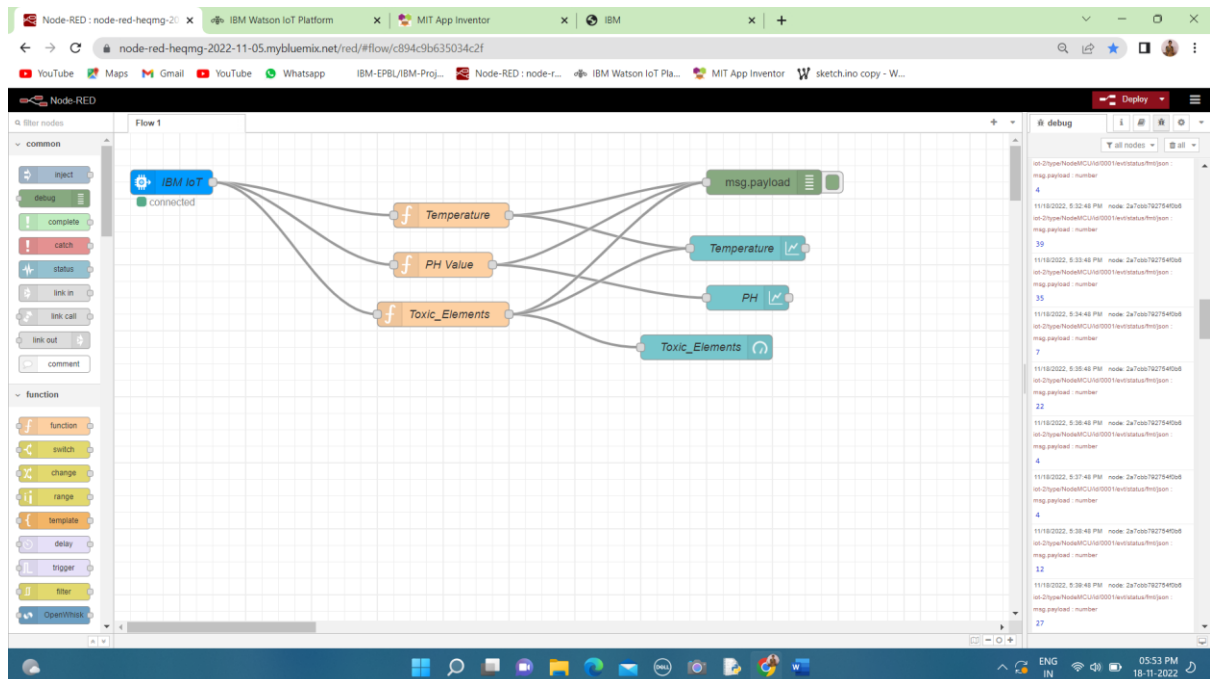 Node-RED : node-red-heqmg-20
IBM Watson IoT Platform
MIT App Inventor
IBM
node-red-heqmg-2022-11-05.mybluemix.net/red/#flow/c894c9b635034c2f
YouTube
Maps
Gmail
YouTube
Whatsapp
IBM-EPBL/IBM-Proj...
Node-RED : node-r...
IBM Watson IoT Pla...
MIT App Inventor
sketch.ino copy - W...
Node-RED
Deploy
filter nodes
common
inject
debug
complete
catch
status
link in
link call
link out
comment
function
function
switch
change
range
template
delay
trigger
filter
OpenWhisk
Flow 1
IBM IoT
connected
Temperature
PH Value
Toxic_Elements
msg.payload
Temperature
PH
Toxic_Elements
debug
i
all nodes
all
iot-2/type/NodeMCU/id/0001/evt/status/fmt/json :
msg.payload : number
4
11/18/2022, 5:32:48 PM node: 2a7cbb792754f0b6
iot-2/type/NodeMCU/id/0001/evt/status/fmt/json :
msg.payload : number
39
11/18/2022, 5:33:48 PM node: 2a7cbb792754f0b6
iot-2/type/NodeMCU/id/0001/evt/status/fmt/json :
msg.payload : number
35
11/18/2022, 5:34:48 PM node: 2a7cbb792754f0b6
iot-2/type/NodeMCU/id/0001/evt/status/fmt/json :
msg.payload : number
7
11/18/2022, 5:35:48 PM node: 2a7cbb792754f0b6
iot-2/type/NodeMCU/id/0001/evt/status/fmt/json :
msg.payload : number
22
11/18/2022, 5:36:48 PM node: 2a7cbb792754f0b6
iot-2/type/NodeMCU/id/0001/evt/status/fmt/json :
msg.payload : number
4
11/18/2022, 5:37:48 PM node: 2a7cbb792754f0b6
iot-2/type/NodeMCU/id/0001/evt/status/fmt/json :
msg.payload : number
4
11/18/2022, 5:38:48 PM node: 2a7cbb792754f0b6
iot-2/type/NodeMCU/id/0001/evt/status/fmt/json :
msg.payload : number
12
11/18/2022, 5:39:48 PM node: 2a7cbb792754f0b6
iot-2/type/NodeMCU/id/0001/evt/status/fmt/json :
msg.payload : number
27
DELL
ENG
IN
05:53 PM
18-11-2022